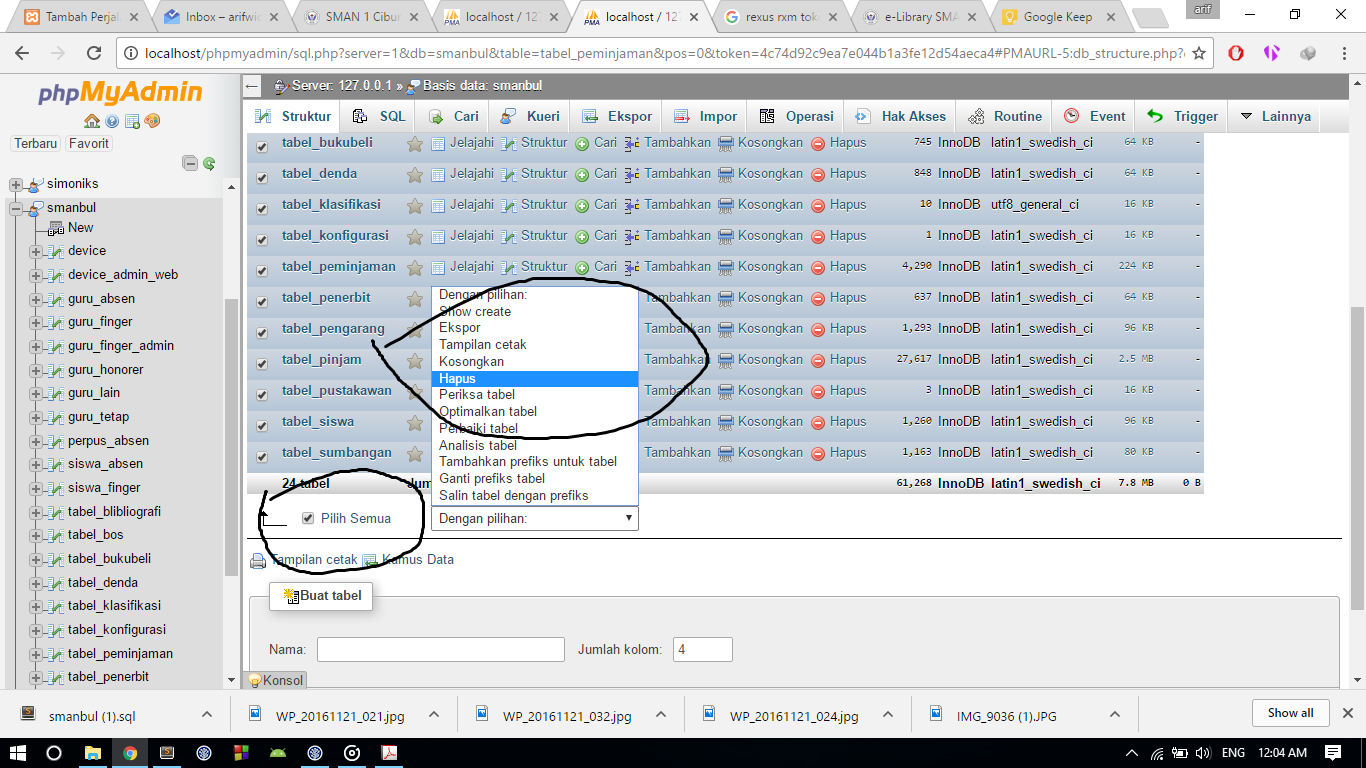 Tambah Perjal
Inbox – arifwic
SMAN 1 Cibur
localhost / 127
localhost / 127
rexus rxm tok
e-Library SMA
Google Keep
arif
localhost/phpmyadmin/sql.php?server=1&db=smanbul&table=tabel_peminjaman&pos=0&token=4c74d92c9ea7e044b1a3fe12d54aeca4#PMAURL-5:db_structure.php?
phpMyAdmin
Terbaru Favorit
simoniks
smanbul
New
device
device_admin_web
guru_absen
guru_finger
guru_finger_admin
guru_honorer
guru_lain
guru_tetap
perpus_absen
siswa_absen
siswa_finger
tabel_blibliografi
tabel_bos
tabel_bukubeli
tabel_denda
tabel_klasifikasi
tabel_konfigurasi
tabel_peminjaman
tabel_penerbit
Server: 127.0.0.1 » Basis data: smanbul
Struktur SQL Cari Kueri Ekspor Impor Operasi Hak Akses Routine Event Trigger Lainnya
tabel_bukubeli Jelajahi Struktur Cari Tambahkan Kosongkan Hapus 745 InnoDB latin1_swedish_ci 64 KB -
tabel_denda Jelajahi Struktur Cari Tambahkan Kosongkan Hapus 848 InnoDB latin1_swedish_ci 64 KB -
tabel_klasifikasi Jelajahi Struktur Cari Tambahkan Kosongkan Hapus 10 InnoDB utf8_general_ci 16 KB -
tabel_konfigurasi Jelajahi Struktur Cari Tambahkan Kosongkan Hapus 1 InnoDB latin1_swedish_ci 16 KB -
tabel_peminjaman Jelajahi Struktur Cari Tambahkan Kosongkan Hapus 4,290 InnoDB latin1_swedish_ci 224 KB -
tabel_penerbit Tambahkan Kosongkan Hapus 637 InnoDB latin1_swedish_ci 64 KB -
tabel_pengarang Tambahkan Kosongkan Hapus 1,293 InnoDB latin1_swedish_ci 96 KB -
tabel_pinjam Tambahkan Kosongkan Hapus 27,617 InnoDB latin1_swedish_ci 2.5 MB -
tabel_pustakawan Tambahkan Kosongkan Hapus 3 InnoDB latin1_swedish_ci 16 KB -
tabel_siswa Tambahkan Kosongkan Hapus 1,260 InnoDB latin1_swedish_ci 96 KB -
tabel_sumbangan Tambahkan Kosongkan Hapus 1,163 InnoDB latin1_swedish_ci 80 KB -
24 tabel Jum 61,268 InnoDB latin1_swedish_ci 7.8 MB 0 B
Dengan pilihan:
Show create
Ekspor
Tampilan cetak
Kosongkan
Hapus
Periksa tabel
Optimalkan tabel
Perbaiki tabel
Analisis tabel
Tambahkan prefiks untuk tabel
Ganti prefiks tabel
Salin tabel dengan prefiks
Pilih Semua Dengan pilihan:
Tampilan cetak Kamus Data
Buat tabel
Nama: Jumlah kolom: 4
Konsol
smanbul (1).sql WP_20161121_021.jpg WP_20161121_032.jpg WP_20161121_024.jpg IMG_9036 (1).JPG Show all
ENG 12:04 AM